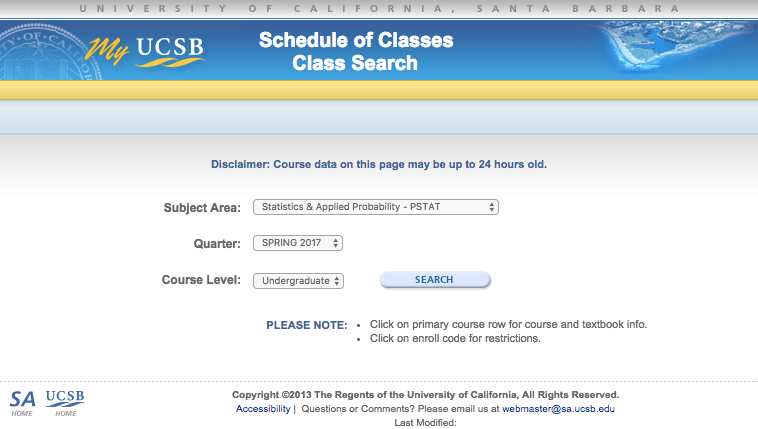 UNIVERSITY OF CALIFORNIA, SANTA BARBARA
My UCSB
Schedule of Classes
Class Search
Disclaimer: Course data on this page may be up to 24 hours old.
Subject Area: Statistics & Applied Probability - PSTAT
Quarter: SPRING 2017
Course Level: Undergraduate SEARCH
PLEASE NOTE: • Click on primary course row for course and textbook info.
• Click on enroll code for restrictions.
SA HOME UCSB HOME
Copyright ©2013 The Regents of the University of California, All Rights Reserved.
Accessibility | Questions or Comments? Please email us at webmaster@sa.ucsb.edu
Last Modified: